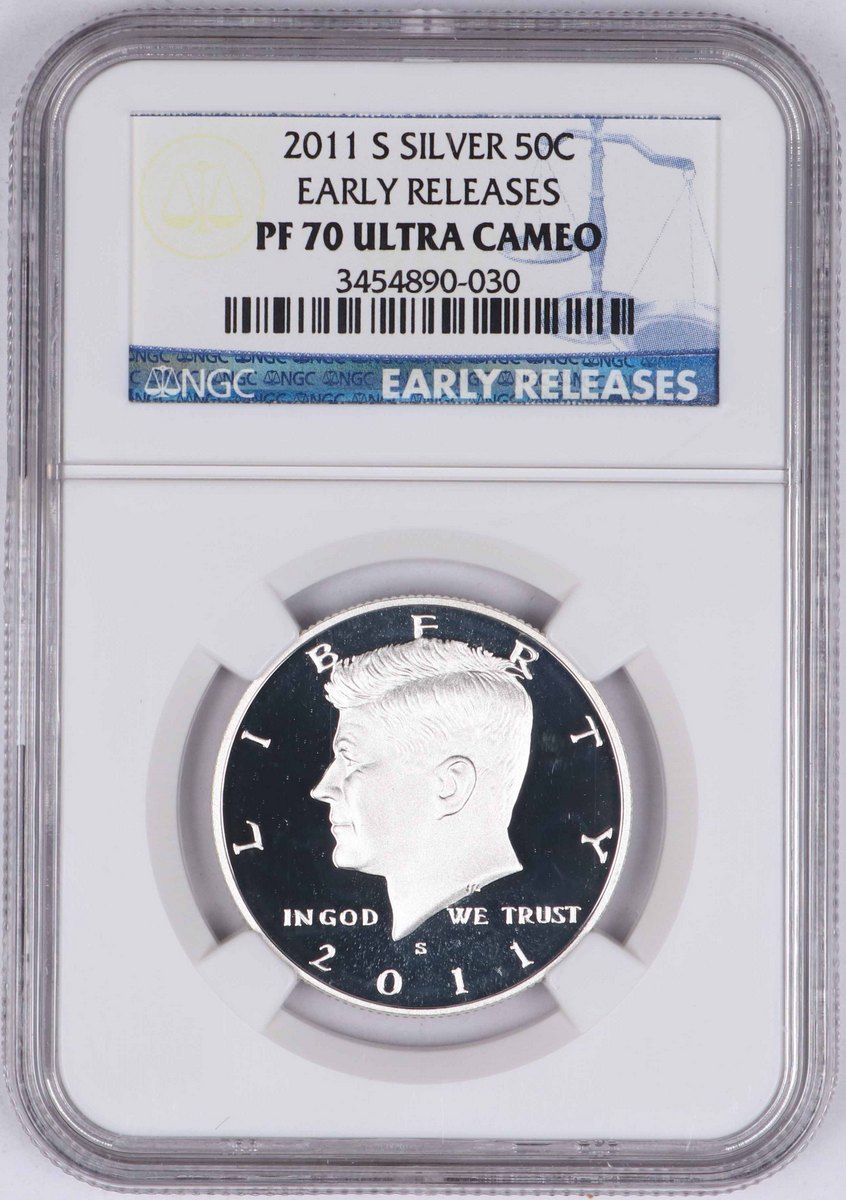 2011 S SILVER 50C
EARLY RELEASES
PF 70 ULTRA CAMEO
3454890-030
NGC EARLY RELEASES
LIBERTY
IN GOD WE TRUST
S
2011